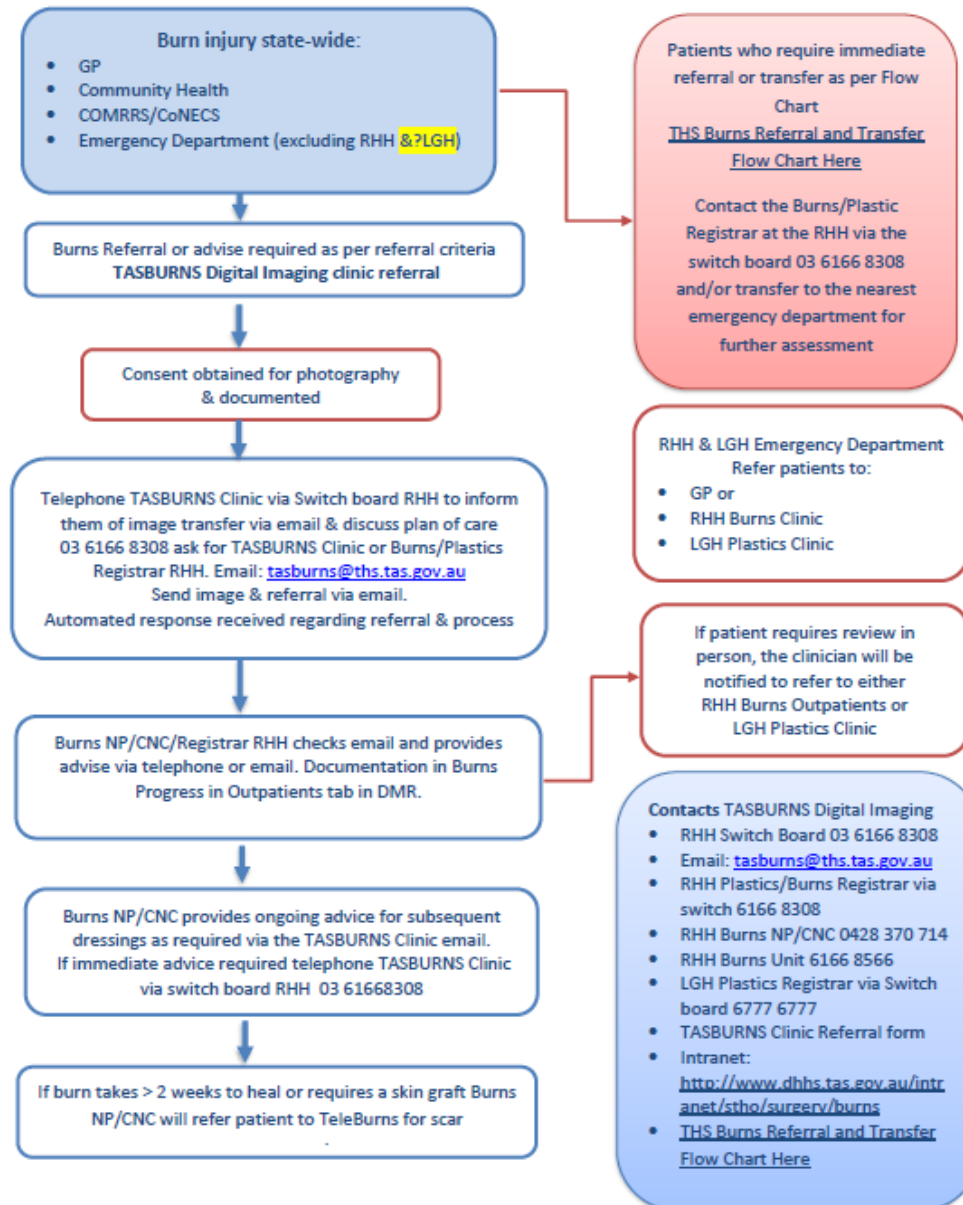 Burn injury state-wide:
• GP
• Community Health
• COMRRS/CoNECS
• Emergency Department (excluding RHH &?LGH)
Burns Referral or advise required as per referral criteria
TASBURNS Digital Imaging clinic referral
Consent obtained for photography
& documented
Telephone TASBURNS Clinic via Switch board RHH to inform
them of image transfer via email & discuss plan of care
03 6166 8308 ask for TASBURNS Clinic or Burns/Plastics
Registrar RHH. Email: tasburns@ths.tas.gov.au
Send image & referral via email.
Automated response received regarding referral & process
Burns NP/CNC/Registrar RHH checks email and provides
advise via telephone or email. Documentation in Burns
Progress in Outpatients tab in DMR.
Burns NP/CNC provides ongoing advice for subsequent
dressings as required via the TASBURNS Clinic email.
If immediate advice required telephone TASBURNS Clinic
via switch board RHH 03 61668308
If burn takes > 2 weeks to heal or requires a skin graft Burns
NP/CNC will refer patient to TeleBurns for scar
.
Patients who require immediate
referral or transfer as per Flow
Chart
THS Burns Referral and Transfer
Flow Chart Here
Contact the Burns/Plastic
Registrar at the RHH via the
switch board 03 6166 8308
and/or transfer to the nearest
emergency department for
further assessment
RHH & LGH Emergency Department
Refer patients to:
• GP or
• RHH Burns Clinic
• LGH Plastics Clinic
If patient requires review in
person, the clinician will be
notified to refer to either
RHH Burns Outpatients or
LGH Plastics Clinic
Contacts TASBURNS Digital Imaging
• RHH Switch Board 03 6166 8308
• Email: tasburns@ths.tas.gov.au
• RHH Plastics/Burns Registrar via
switch 6166 8308
• RHH Burns NP/CNC 0428 370 714
• RHH Burns Unit 6166 8566
• LGH Plastics Registrar via Switch
board 6777 6777
• TASBURNS Clinic Referral form
• Intranet:
http://www.dhhs.tas.gov.au/intr
anet/stho/surgery/burns
• THS Burns Referral and Transfer
Flow Chart Here